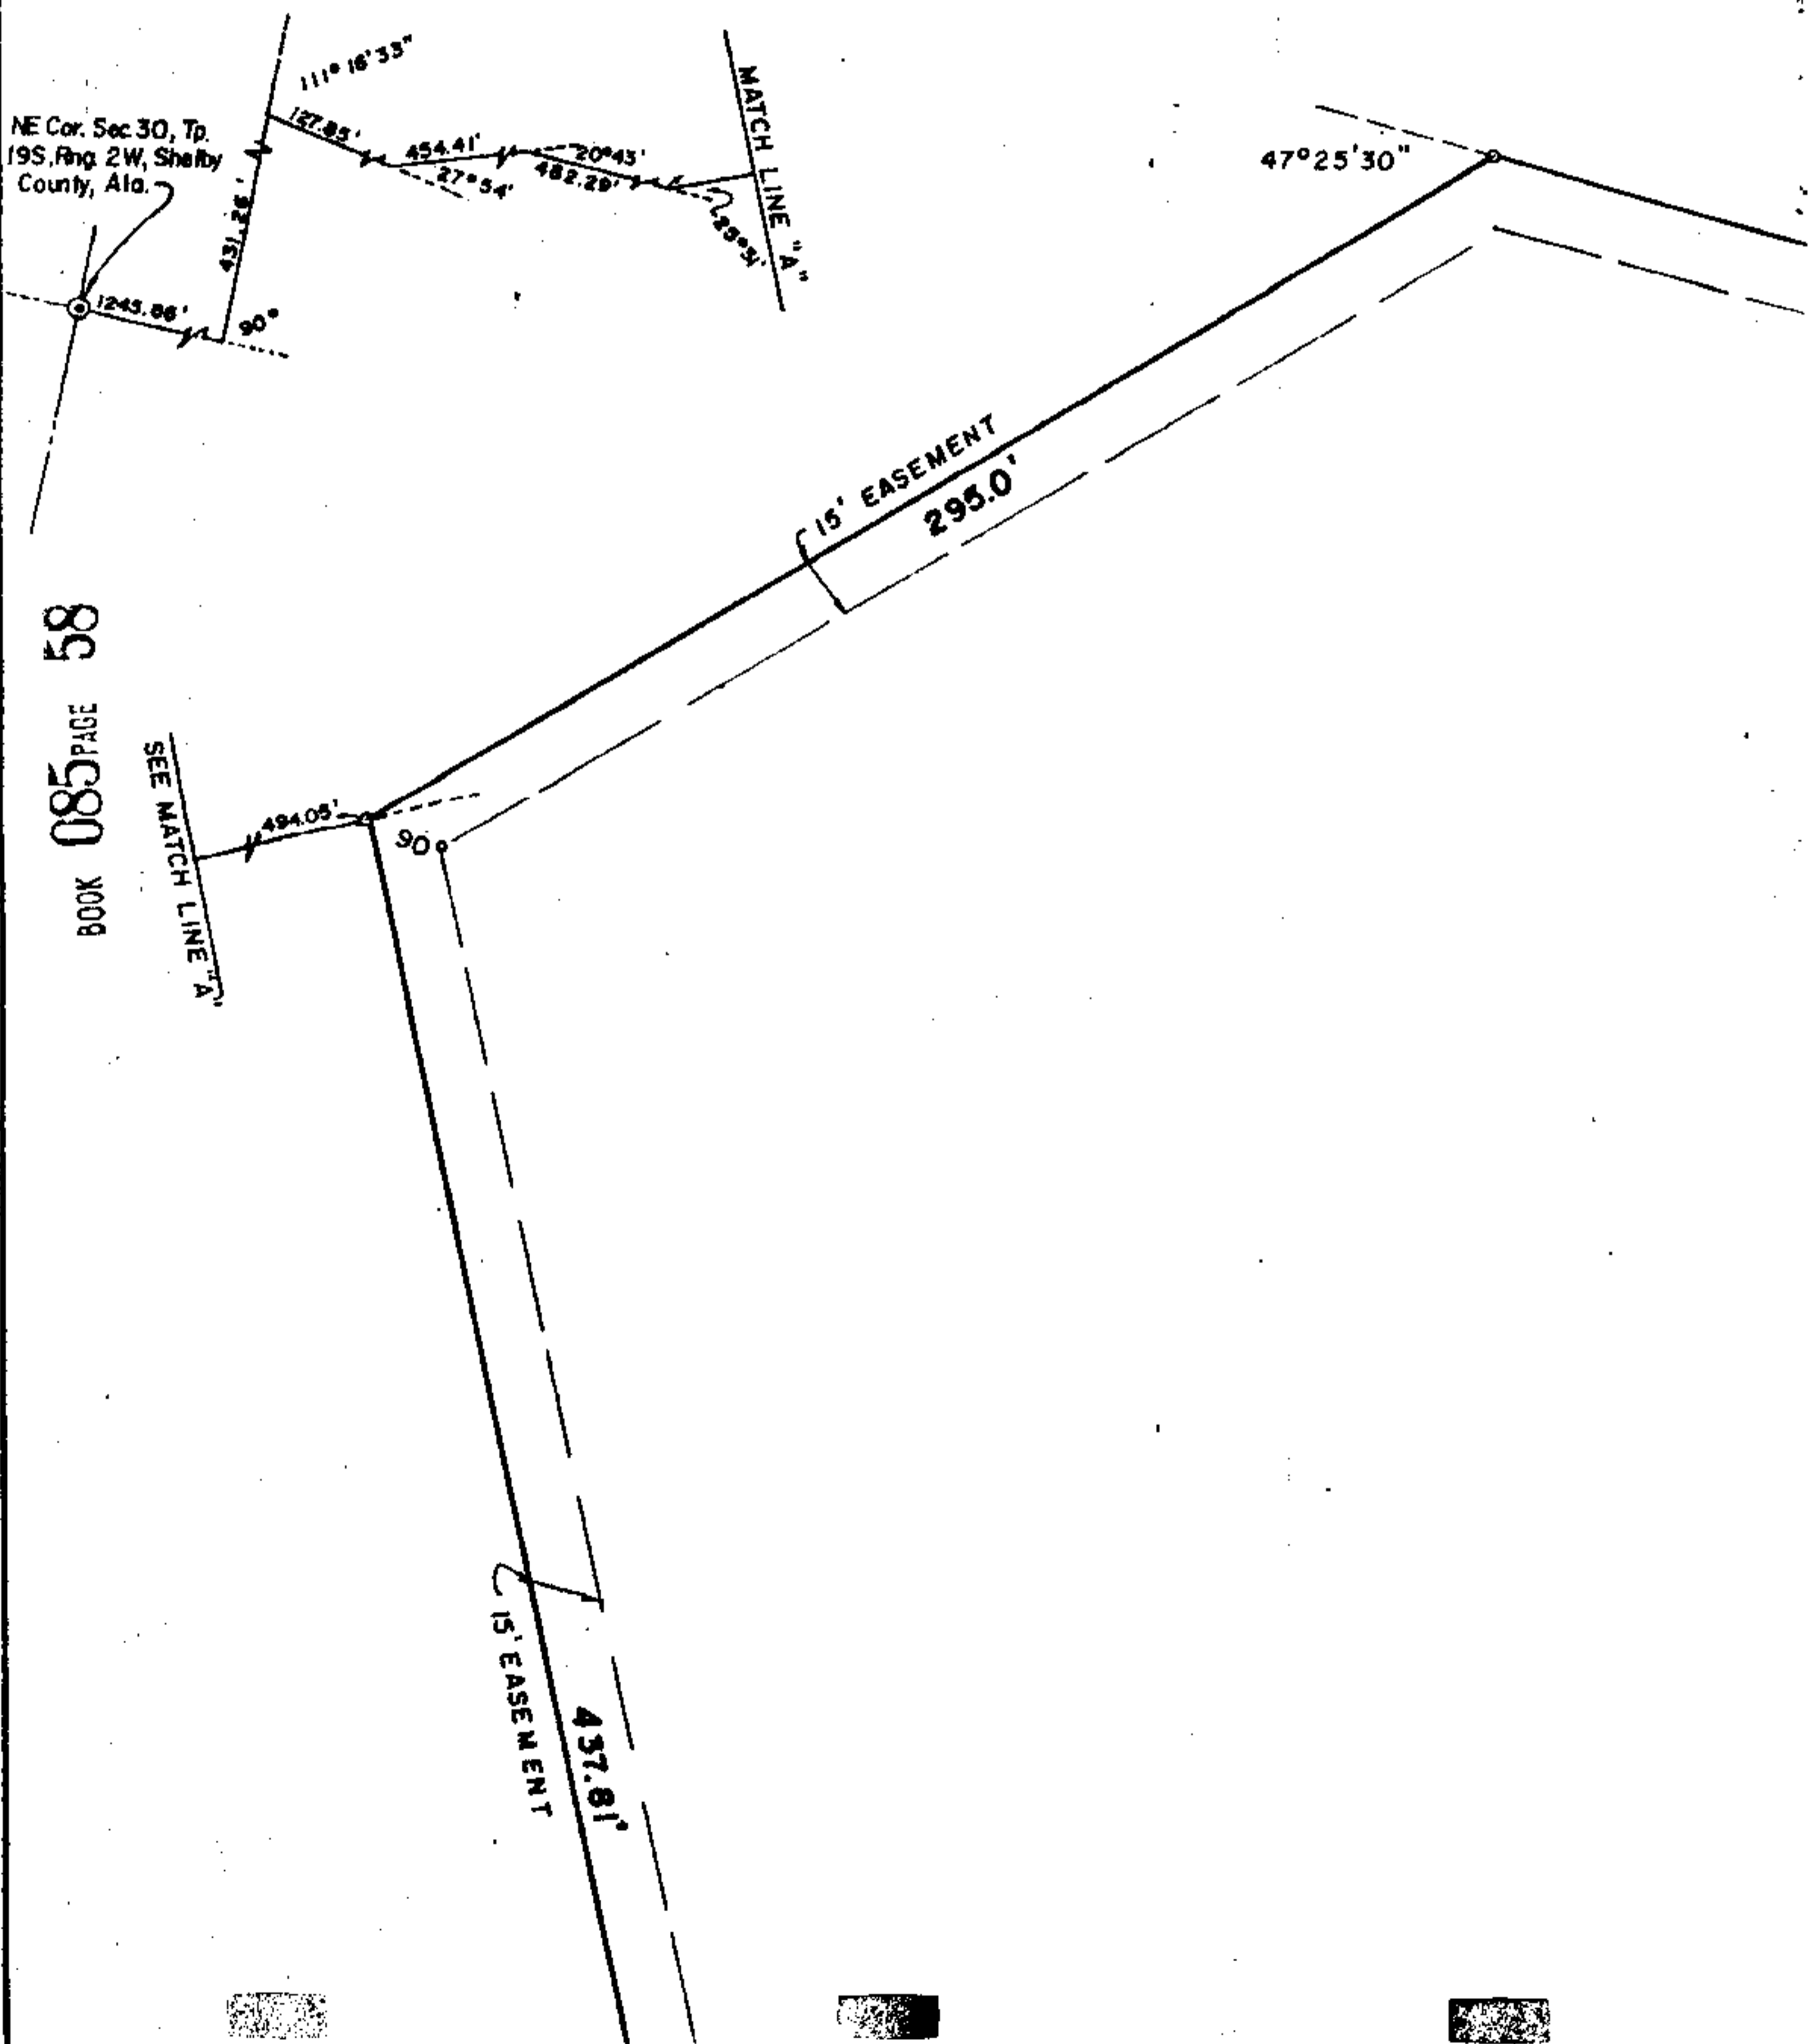 111° 16' 33"
NE Cor. Sec 30, Tp.
19S, Rng 2W, Shelby
County, Ala.
127.85'
454.41'
27° 54'
20° 43'
482.29'
MATCH LINE "A"
47° 25' 30"
1245.86'
90°
15' EASEMENT
295.0'
BOOK 085 PAGE 58
SEE MATCH LINE "A"
494.05'
90
15' EASEMENT
437.81'